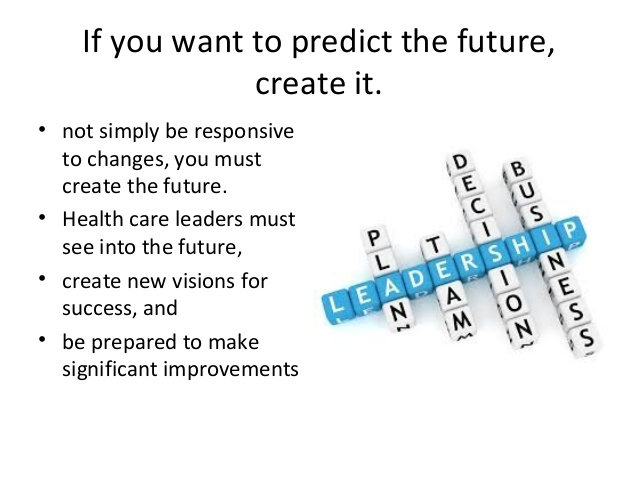 If you want to predict the future,
create it.
• not simply be responsive
to changes, you must
create the future.
• Health care leaders must
see into the future,
• create new visions for
success, and
• be prepared to make
significant improvements
PLAN
TEAM
DECISION
BUSINESS
LEADERSHIP